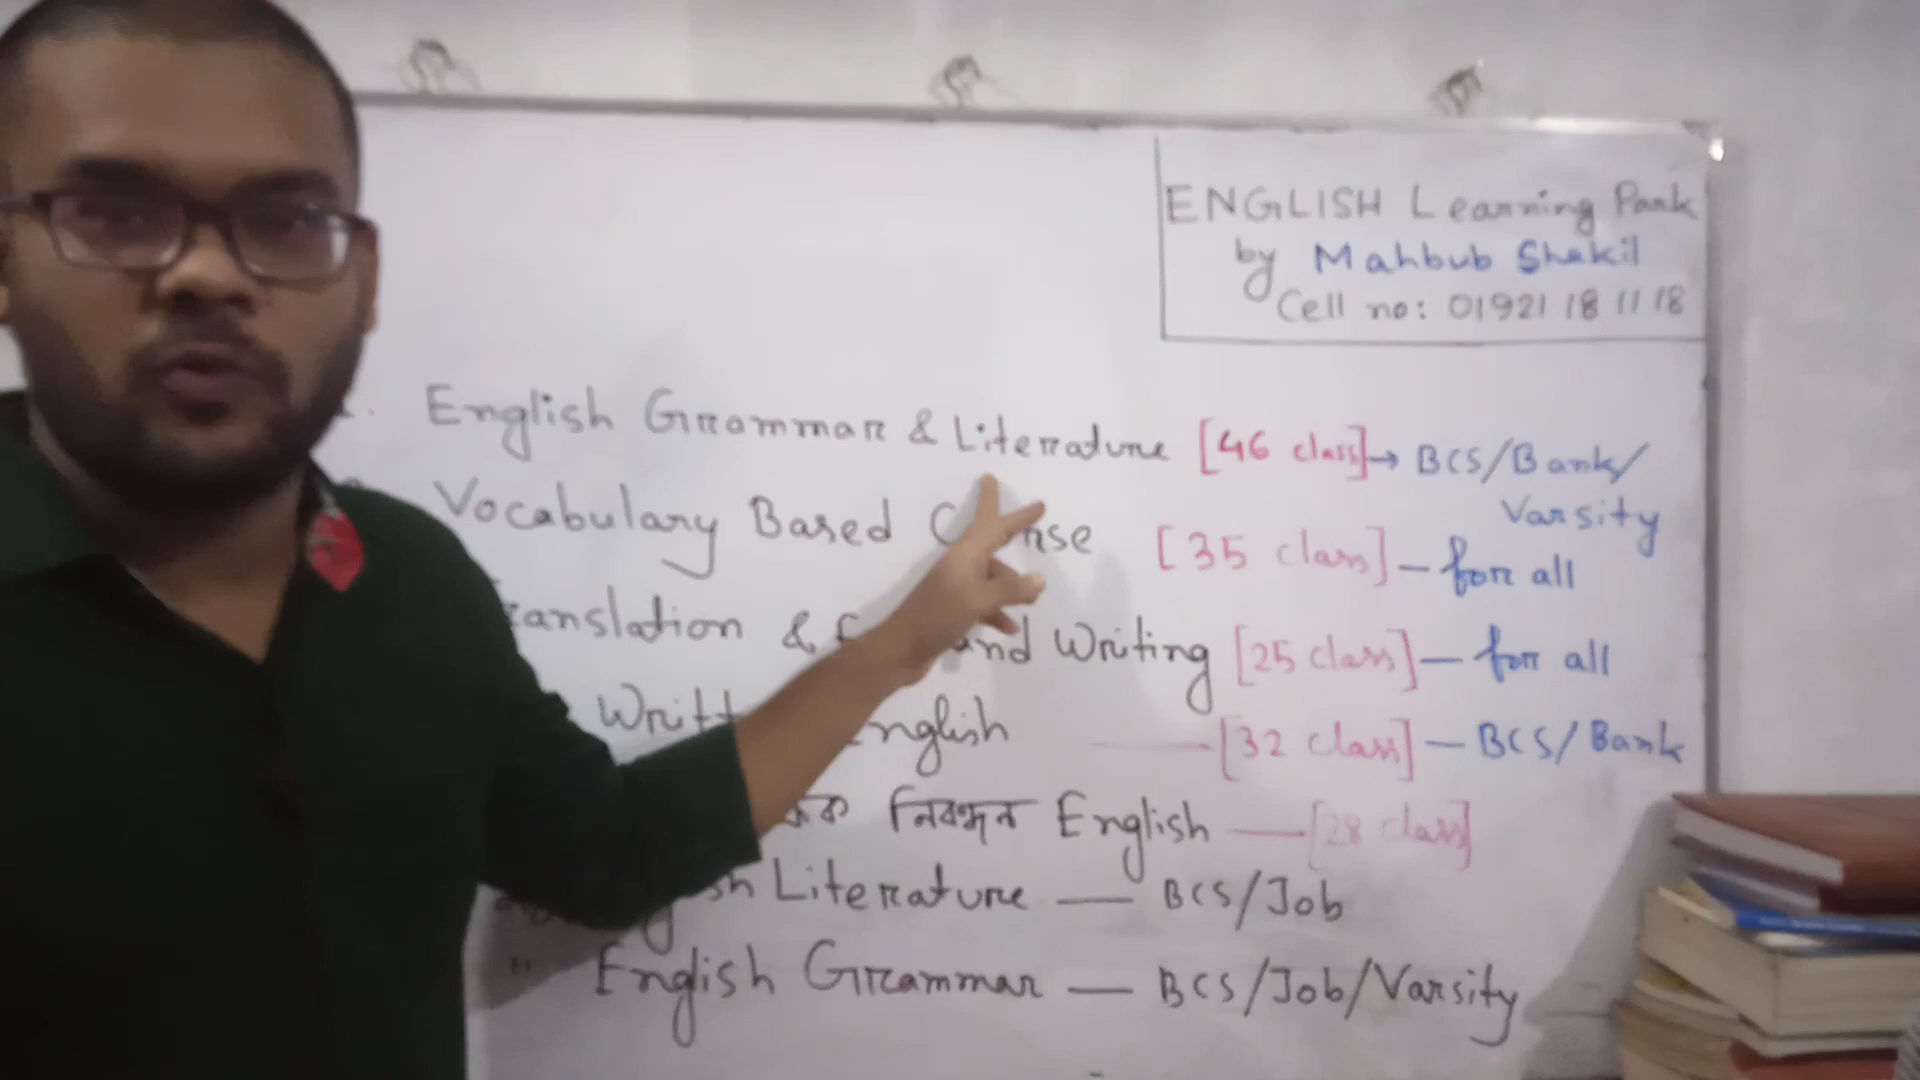 ENGLISH Learning Park
by Mahbub Shakil
Cell no: 01921 18 11 18
English Grammar & Literature [46 class]→ BCS/Bank/
Varsity
Vocabulary Based [35 class] — for all
& Writing [25 class] — for all
English — [32 class] — BCS/Bank
নিবন্ধন English — [28 class]
Literature — BCS/Job
" English Grammar — BCS/Job/Varsity